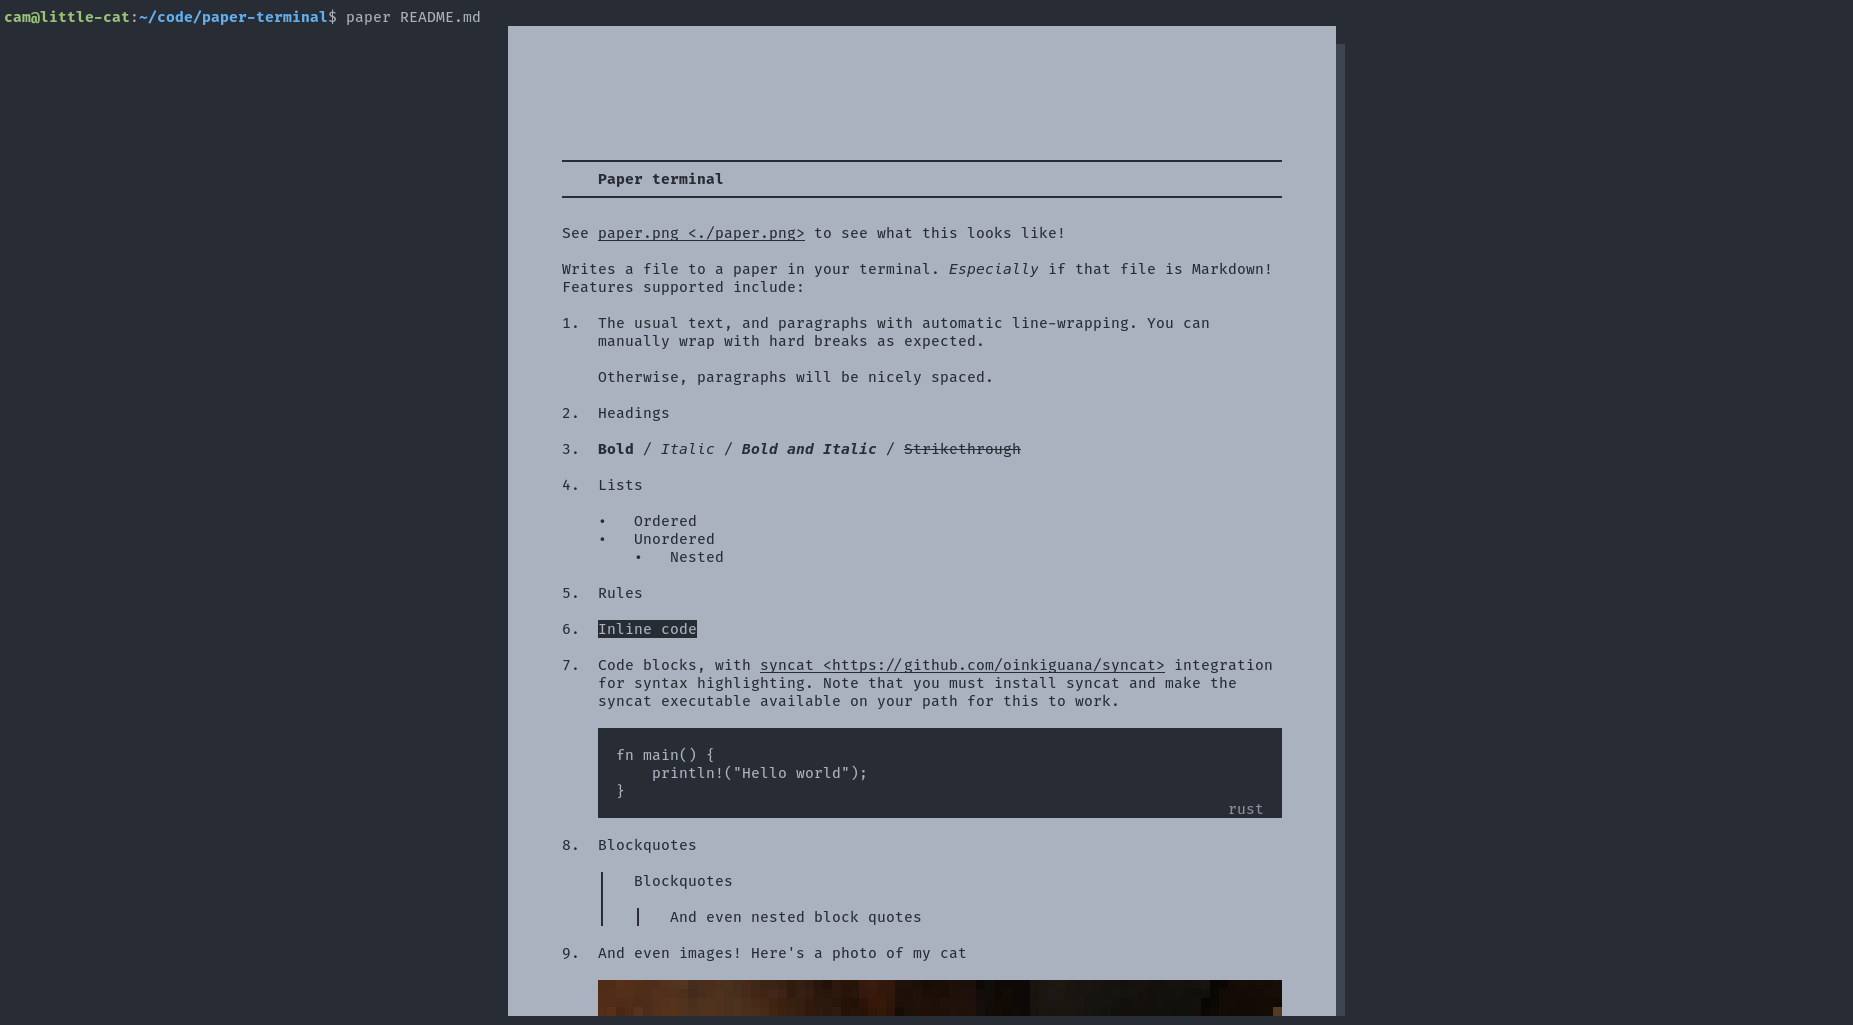 cam@little-cat:~/code/paper-terminal$ paper README.md
Paper terminal
See paper.png <./paper.png> to see what this looks like!
Writes a file to a paper in your terminal. Especially if that file is Markdown!
Features supported include:
1. The usual text, and paragraphs with automatic line-wrapping. You can
manually wrap with hard breaks as expected.
Otherwise, paragraphs will be nicely spaced.
2. Headings
3. Bold / Italic / Bold and Italic / Strikethrough
4. Lists
• Ordered
• Unordered
• Nested
5. Rules
6. Inline code
7. Code blocks, with syncat <https://github.com/oinkiguana/syncat> integration
for syntax highlighting. Note that you must install syncat and make the
syncat executable available on your path for this to work.
fn main() {
    println!("Hello world");
}
rust
8. Blockquotes
Blockquotes
And even nested block quotes
9. And even images! Here's a photo of my cat